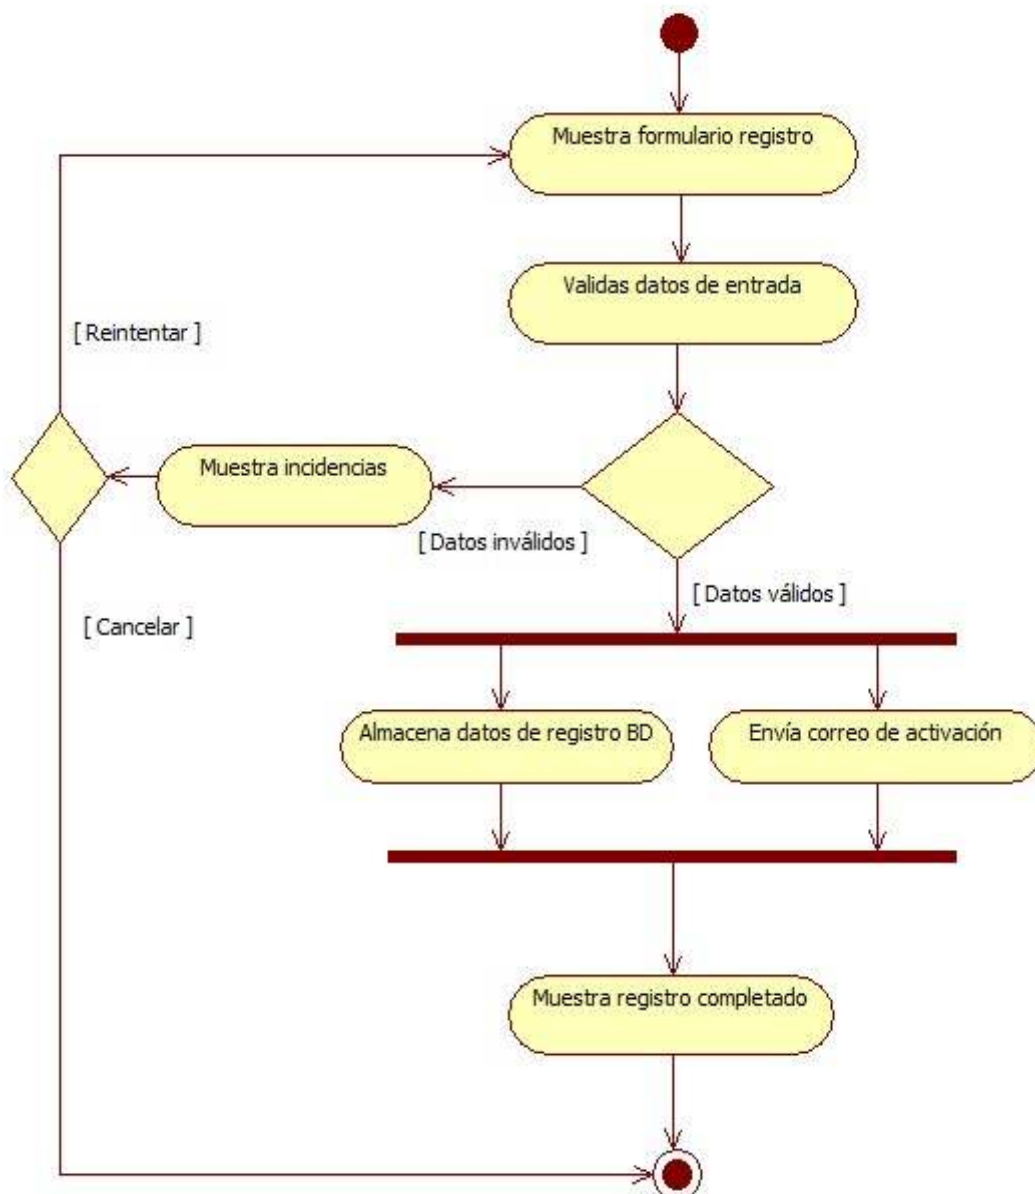 Muestra formulario registro
Validas datos de entrada
[ Reintentar ]
Muestra incidencias
[ Datos inválidos ]
[ Datos válidos ]
[ Cancelar ]
Almacena datos de registro BD
Envía correo de activación
Muestra registro completado